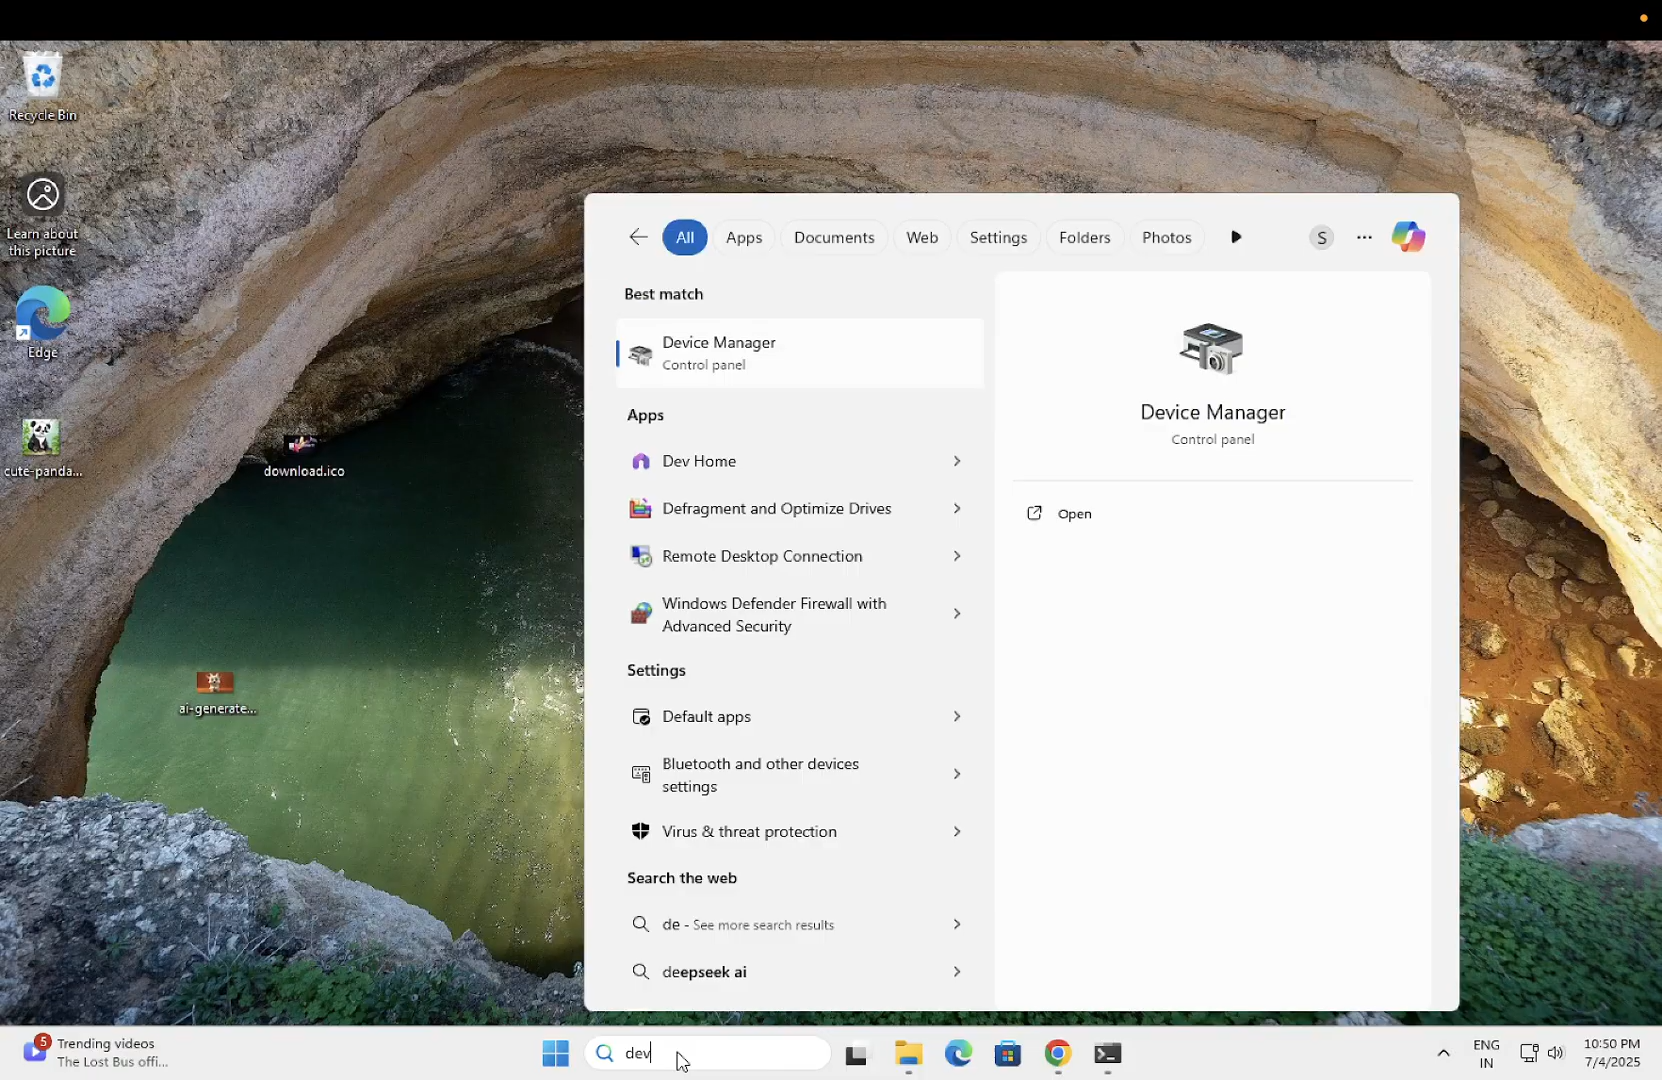 Recycle Bin
Learn about
this picture
Edge
cute-panda...
download.ico
ai-generate...
All
Apps
Documents
Web
Settings
Folders
Photos
S
Best match
Device Manager
Control panel
Apps
Dev Home
Defragment and Optimize Drives
Remote Desktop Connection
Windows Defender Firewall with
Advanced Security
Settings
Default apps
Bluetooth and other devices
settings
Virus & threat protection
Search the web
de - See more search results
deepseek ai
Device Manager
Control panel
Open
5
Trending videos
The Lost Bus offi...
dev
ENG
IN
10:50 PM
7/4/2025